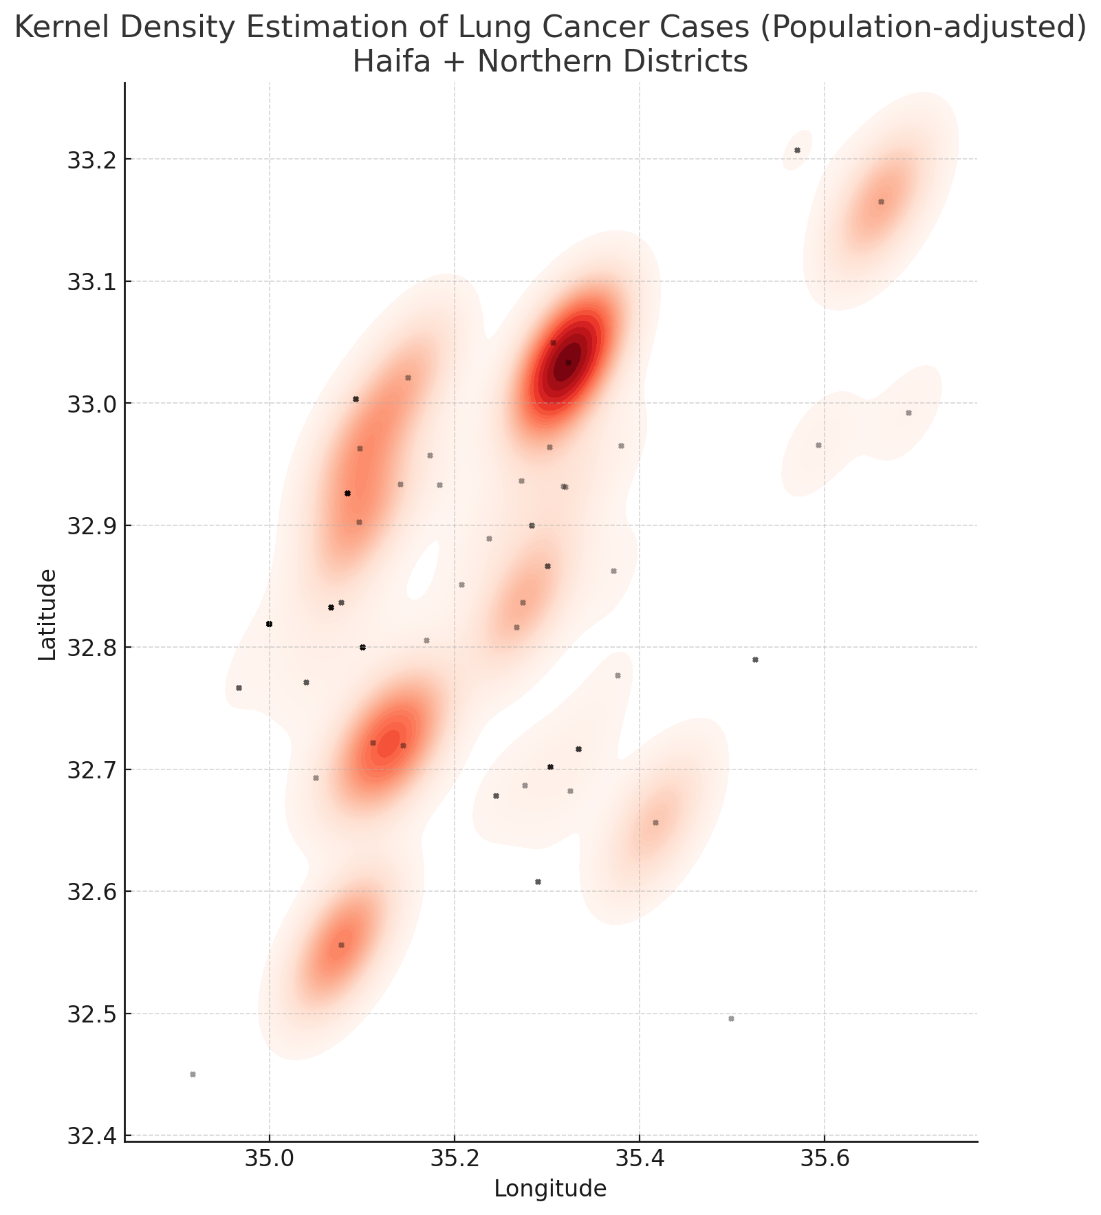 Kernel Density Estimation of Lung Cancer Cases (Population-adjusted)
Haifa + Northern Districts
33.2
33.1
33.0
32.9
32.8
32.7
32.6
32.5
32.4
Latitude
35.0 35.2 35.4 35.6
Longitude